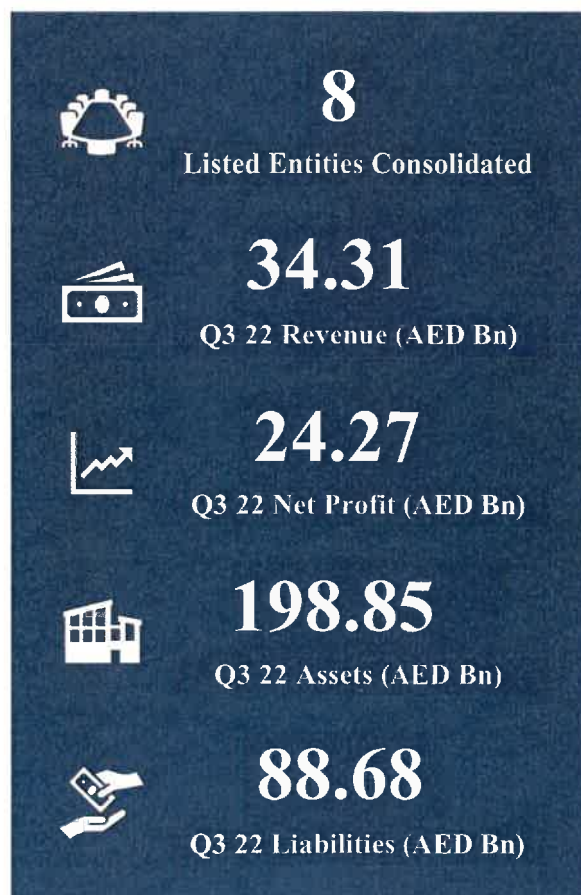 8
Listed Entities Consolidated
34.31
Q3 22 Revenue (AED Bn)
24.27
Q3 22 Net Profit (AED Bn)
198.85
Q3 22 Assets (AED Bn)
88.68
Q3 22 Liabilities (AED Bn)